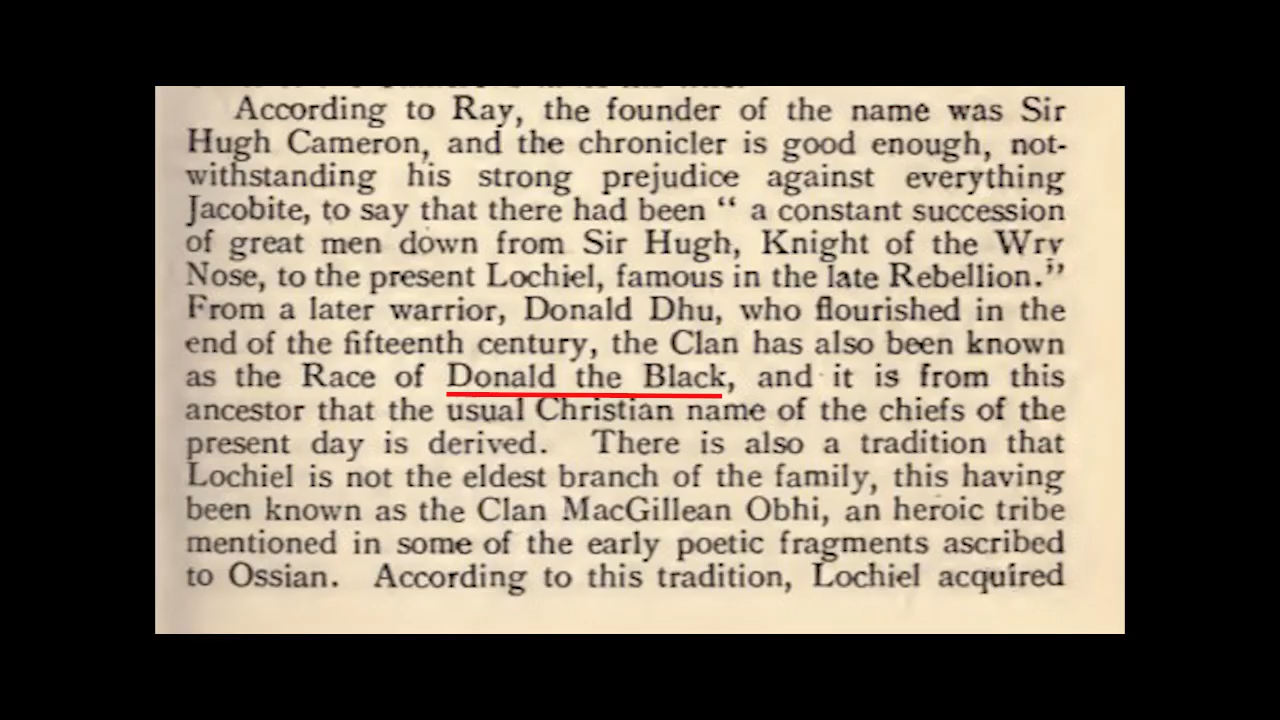 According to Ray, the founder of the name was Sir
Hugh Cameron, and the chronicler is good enough, not-
withstanding his strong prejudice against everything
Jacobite, to say that there had been “ a constant succession
of great men down from Sir Hugh, Knight of the Wry
Nose, to the present Lochiel, famous in the late Rebellion.”
From a later warrior, Donald Dhu, who flourished in the
end of the fifteenth century, the Clan has also been known
as the Race of Donald the Black, and it is from this
ancestor that the usual Christian name of the chiefs of the
present day is derived. There is also a tradition that
Lochiel is not the eldest branch of the family, this having
been known as the Clan MacGillean Obhi, an heroic tribe
mentioned in some of the early poetic fragments ascribed
to Ossian. According to this tradition, Lochiel acquired